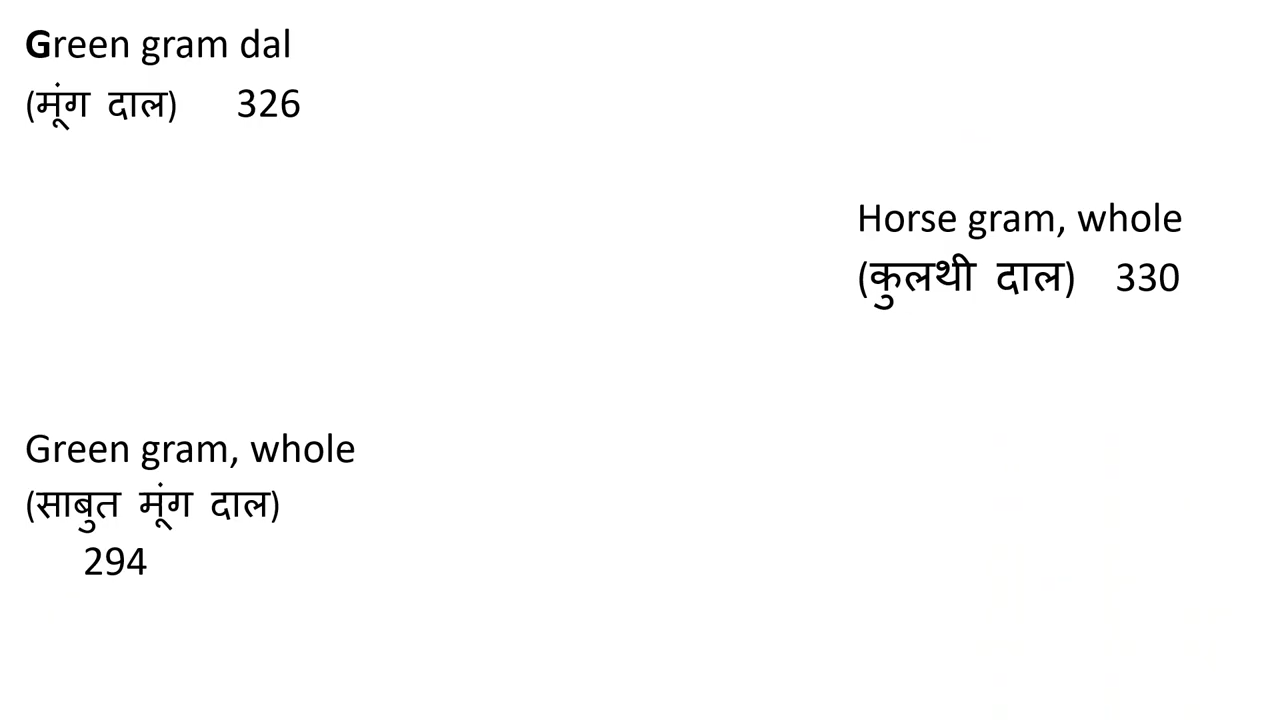 Green gram dal
(मूंग दाल) 326
Horse gram, whole
(कुलथी दाल) 330
Green gram, whole
(साबुत मूंग दाल)
294